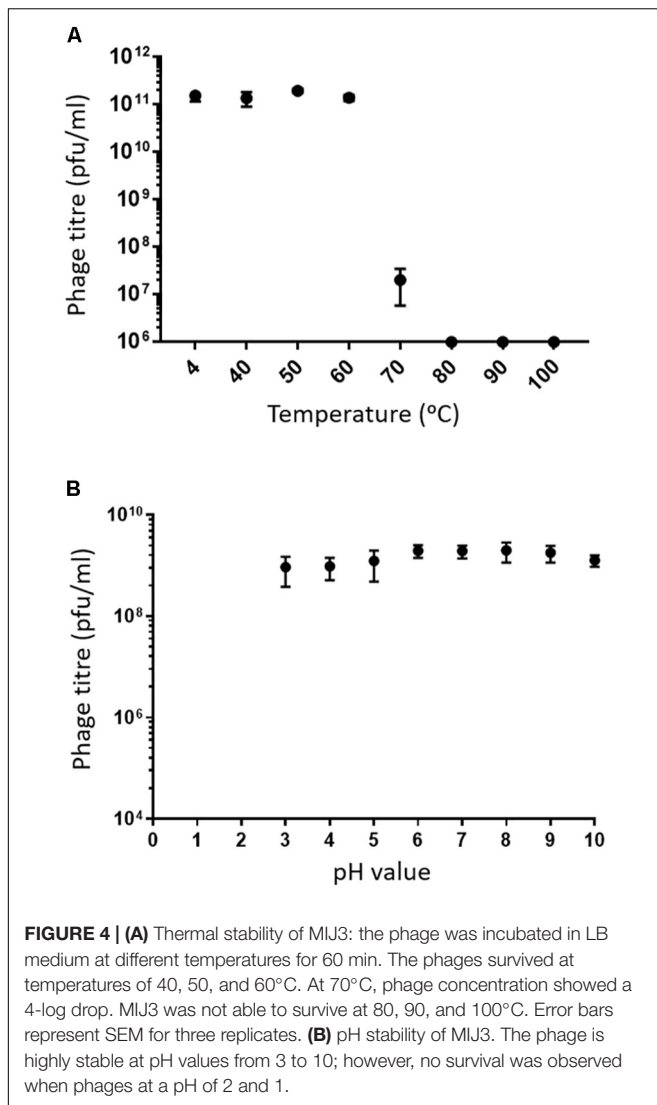 A
10¹²
10¹¹
10¹⁰
10⁹
10⁸
10⁷
10⁶
Phage titre (pfu/ml)
4 40 50 60 70 80 90 100
Temperature (ºC)
B
10¹⁰
10⁸
10⁶
10⁴
Phage titre (pfu/ml)
0 1 2 3 4 5 6 7 8 9 10
pH value
FIGURE 4 | (A) Thermal stability of MIJ3: the phage was incubated in LB
medium at different temperatures for 60 min. The phages survived at
temperatures of 40, 50, and 60°C. At 70°C, phage concentration showed a
4-log drop. MIJ3 was not able to survive at 80, 90, and 100°C. Error bars
represent SEM for three replicates. (B) pH stability of MIJ3. The phage is
highly stable at pH values from 3 to 10; however, no survival was observed
when phages at a pH of 2 and 1.